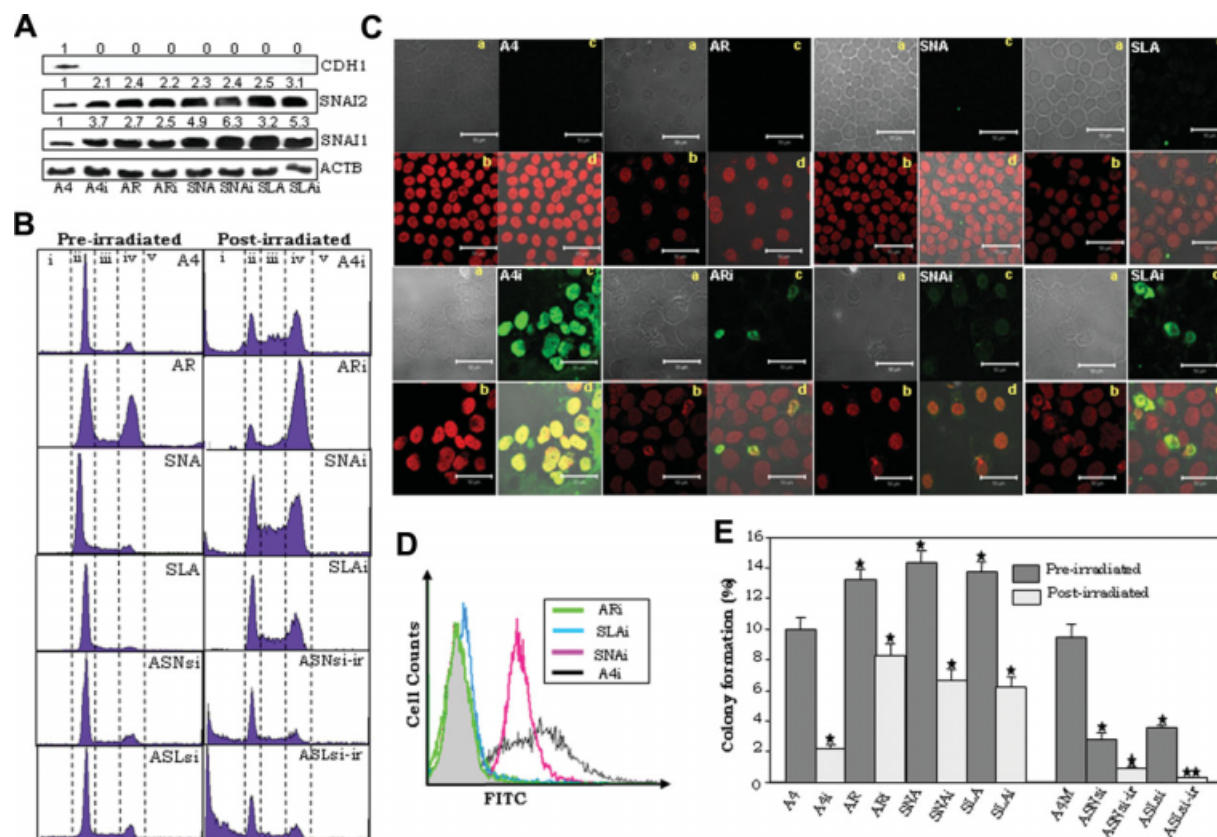 A
1 0 0 0 0 0 0 0
CDH1
1 2.1 2.4 2.2 2.3 2.4 2.5 3.1
SNAI2
1 3.7 2.7 2.5 4.9 6.3 3.2 5.3
SNAI1
ACTB
A4 A4i AR ARi SNA SNAi SLA SLAi
B
Pre-irradiated Post-irradiated
i ii iii iv v A4 i ii iii iv v A4i
AR ARi
SNA SNAi
SLA SLAi
ASNsi ASNsi-ir
ASLsi ASLsi-ir
C
a A4 c a AR c a SNA c a SLA c
b d b d b d b d
a A4i c a ARi c a SNAi c a SLAi c
b d b d b d b d
D
Cell Counts
FITC
ARi
SLAi
SNAi
A4i
E
Colony formation (%)
16
14
12
10
8
6
4
2
0
Pre-irradiated
Post-irradiated
A4 A4i AR ARi SNA SNAi SLA SLAi A4M ASNsi ASNsi-ir ASLsi ASLsi-ir